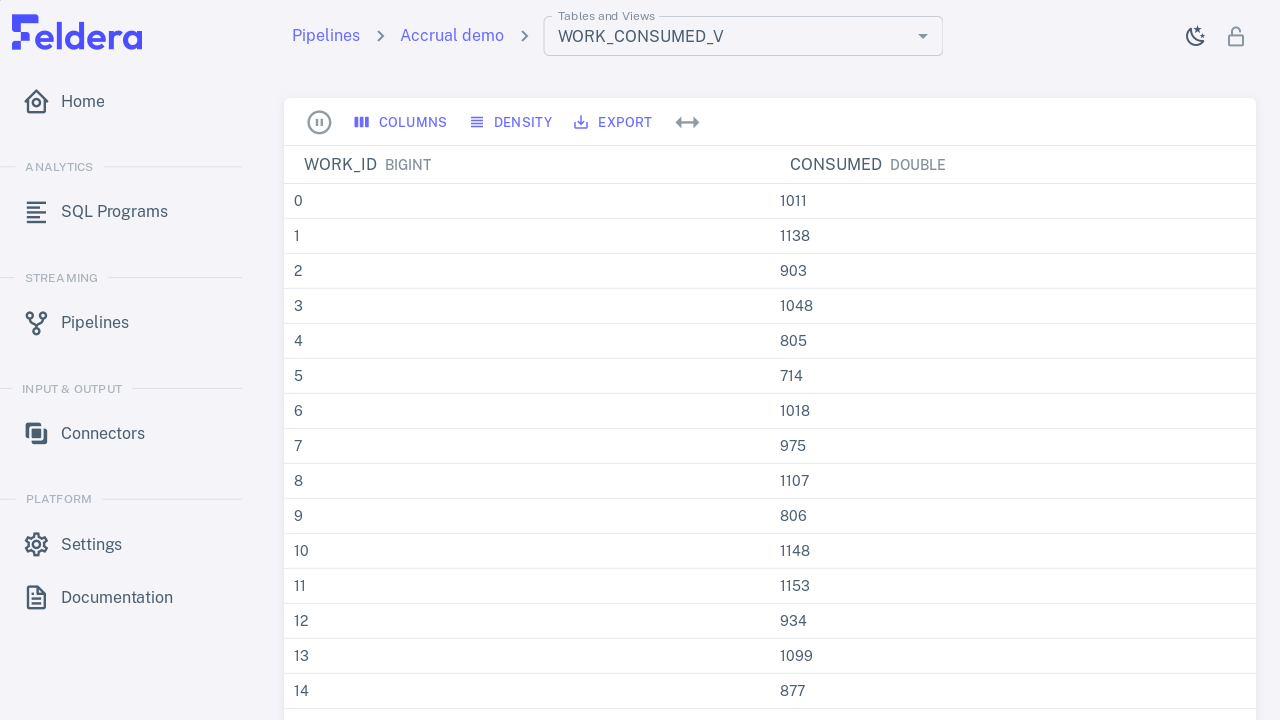 Feldera
Pipelines
Accrual demo
Tables and Views
WORK_CONSUMED_V
Home
ANALYTICS
SQL Programs
STREAMING
Pipelines
INPUT & OUTPUT
Connectors
PLATFORM
Settings
Documentation
COLUMNS DENSITY EXPORT
WORK_ID BIGINT CONSUMED DOUBLE
0 1011
1 1138
2 903
3 1048
4 805
5 714
6 1018
7 975
8 1107
9 806
10 1148
11 1153
12 934
13 1099
14 877